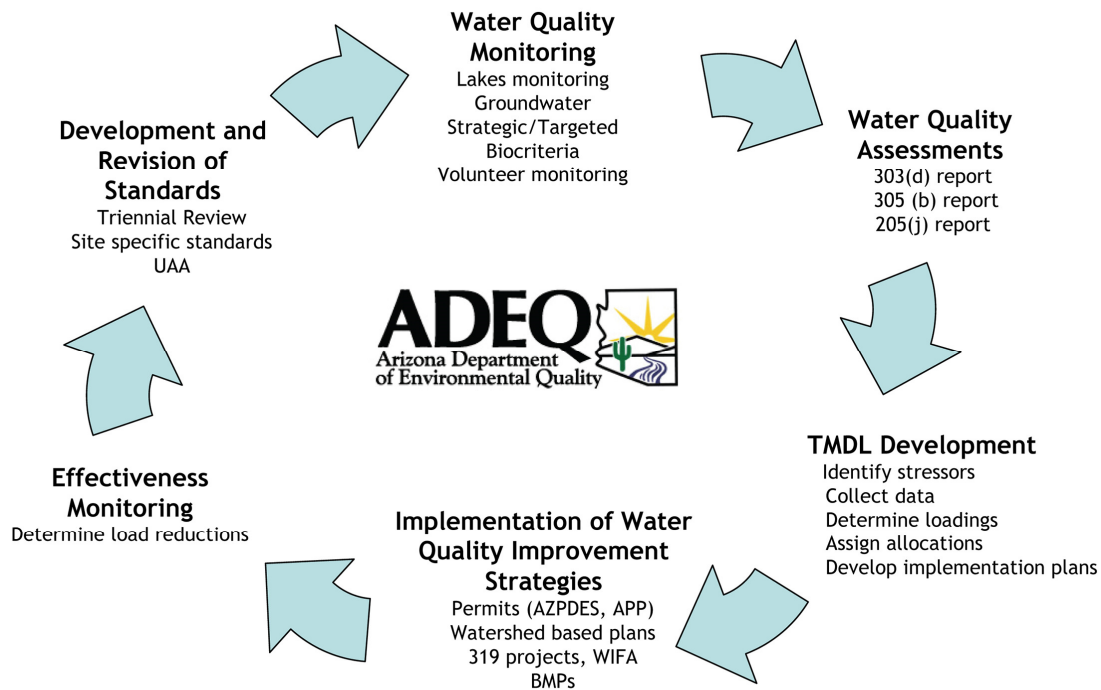 Water Quality
Monitoring
Lakes monitoring
Groundwater
Strategic/Targeted
Biocriteria
Volunteer monitoring
Water Quality
Assessments
303(d) report
305 (b) report
205(j) report
TMDL Development
Identify stressors
Collect data
Determine loadings
Assign allocations
Develop implementation plans
Implementation of Water
Quality Improvement
Strategies
Permits (AZPDES, APP)
Watershed based plans
319 projects, WIFA
BMPs
Effectiveness
Monitoring
Determine load reductions
Development and
Revision of
Standards
Triennial Review
Site specific standards
UAA
ADEQ
Arizona Department
of Environmental Quality